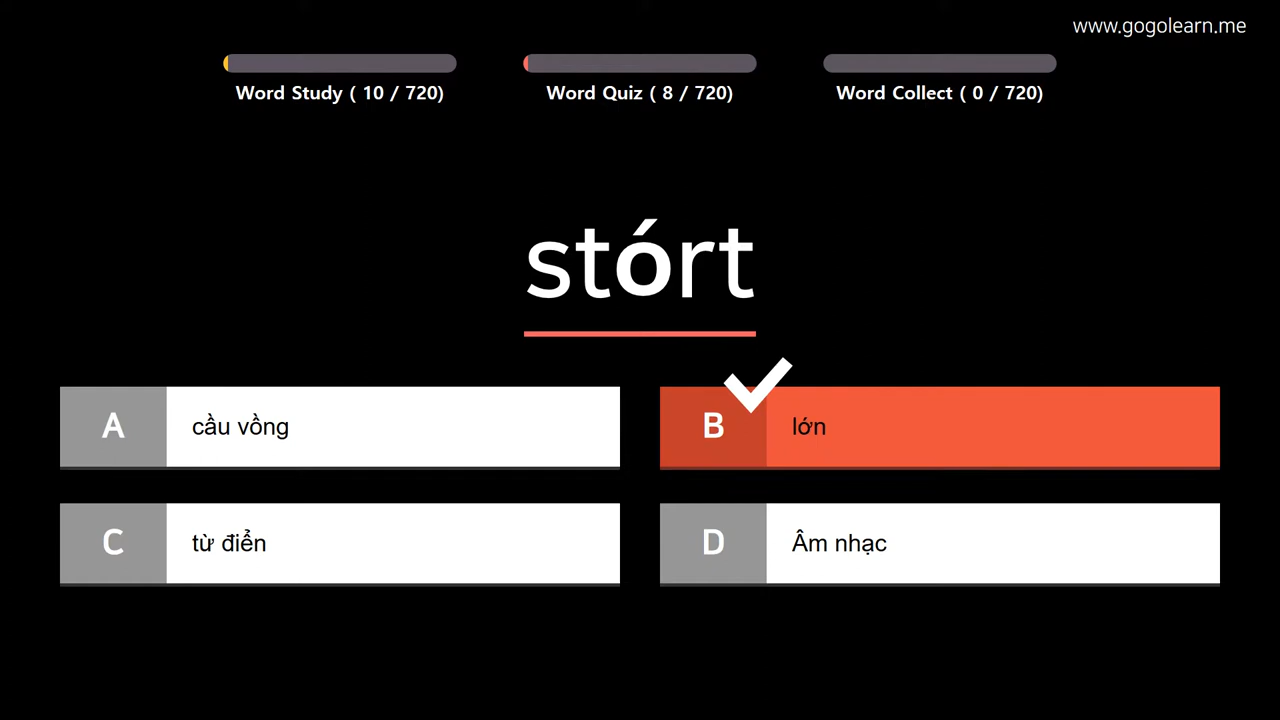 www.gogolearn.me
Word Study ( 10 / 720)
Word Quiz ( 8 / 720)
Word Collect ( 0 / 720)
stórt
A cầu vồng
B lớn
C từ điển
D Âm nhạc